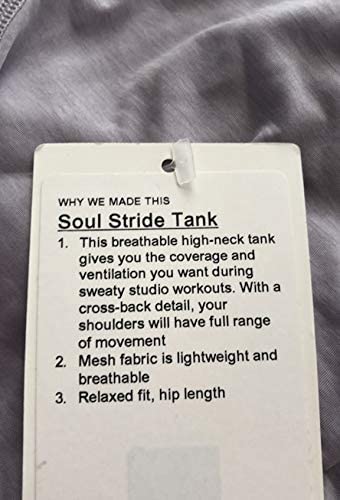 WHY WE MADE THIS
Soul Stride Tank
1. This breathable high-neck tank
gives you the coverage and
ventilation you want during
sweaty studio workouts. With a
cross-back detail, your
shoulders will have full range
of movement
2. Mesh fabric is lightweight and
breathable
3. Relaxed fit, hip length